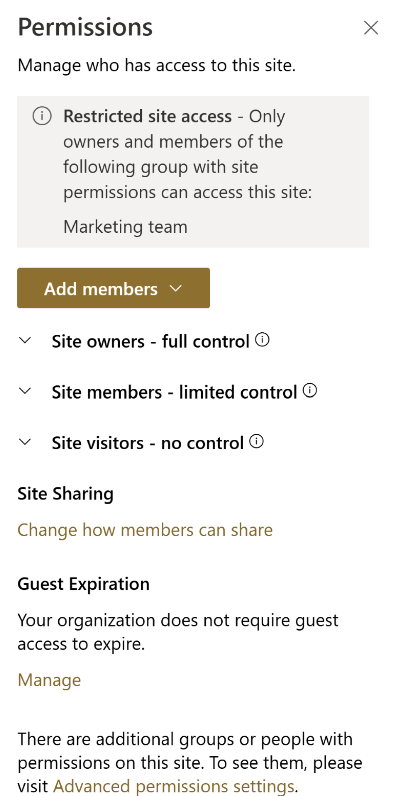 Permissions
Manage who has access to this site.
Restricted site access - Only
owners and members of the
following group with site
permissions can access this site:
Marketing team
Add members
Site owners - full control
Site members - limited control
Site visitors - no control
Site Sharing
Change how members can share
Guest Expiration
Your organization does not require guest
access to expire.
Manage
There are additional groups or people with
permissions on this site. To see them, please
visit Advanced permissions settings.